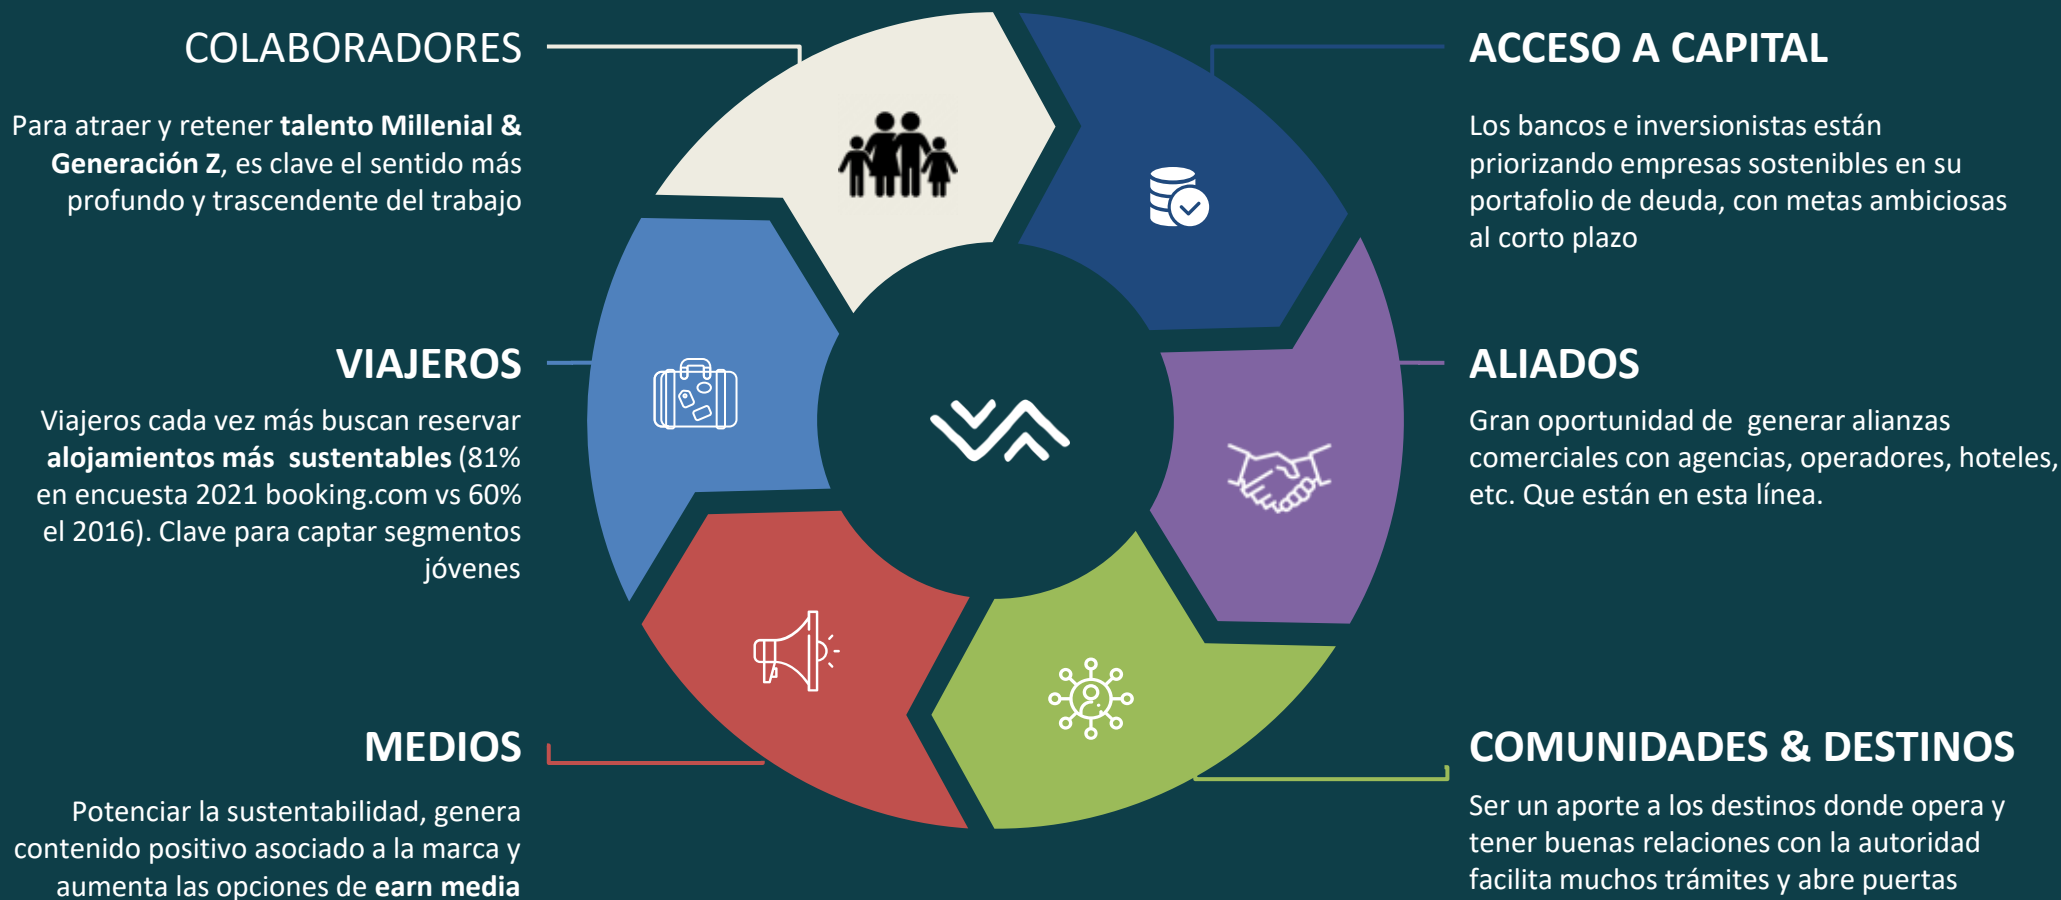 COLABORADORES
Para atraer y retener talento Millenial &
Generación Z, es clave el sentido más
profundo y trascendente del trabajo
VIAJEROS
Viajeros cada vez más buscan reservar
alojamientos más  sustentables (81%
en encuesta 2021 booking.com vs 60%
el 2016). Clave para captar segmentos
jóvenes
MEDIOS
Potenciar la sustentabilidad, genera
contenido positivo asociado a la marca y
aumenta las opciones de earn media
ACCESO A CAPITAL
Los bancos e inversionistas están
priorizando empresas sostenibles en su
portafolio de deuda, con metas ambiciosas
al corto plazo
ALIADOS
Gran oportunidad de  generar alianzas
comerciales con agencias, operadores, hoteles,
etc. Que están en esta línea.
COMUNIDADES & DESTINOS
Ser un aporte a los destinos donde opera y
tener buenas relaciones con la autoridad
facilita muchos trámites y abre puertas